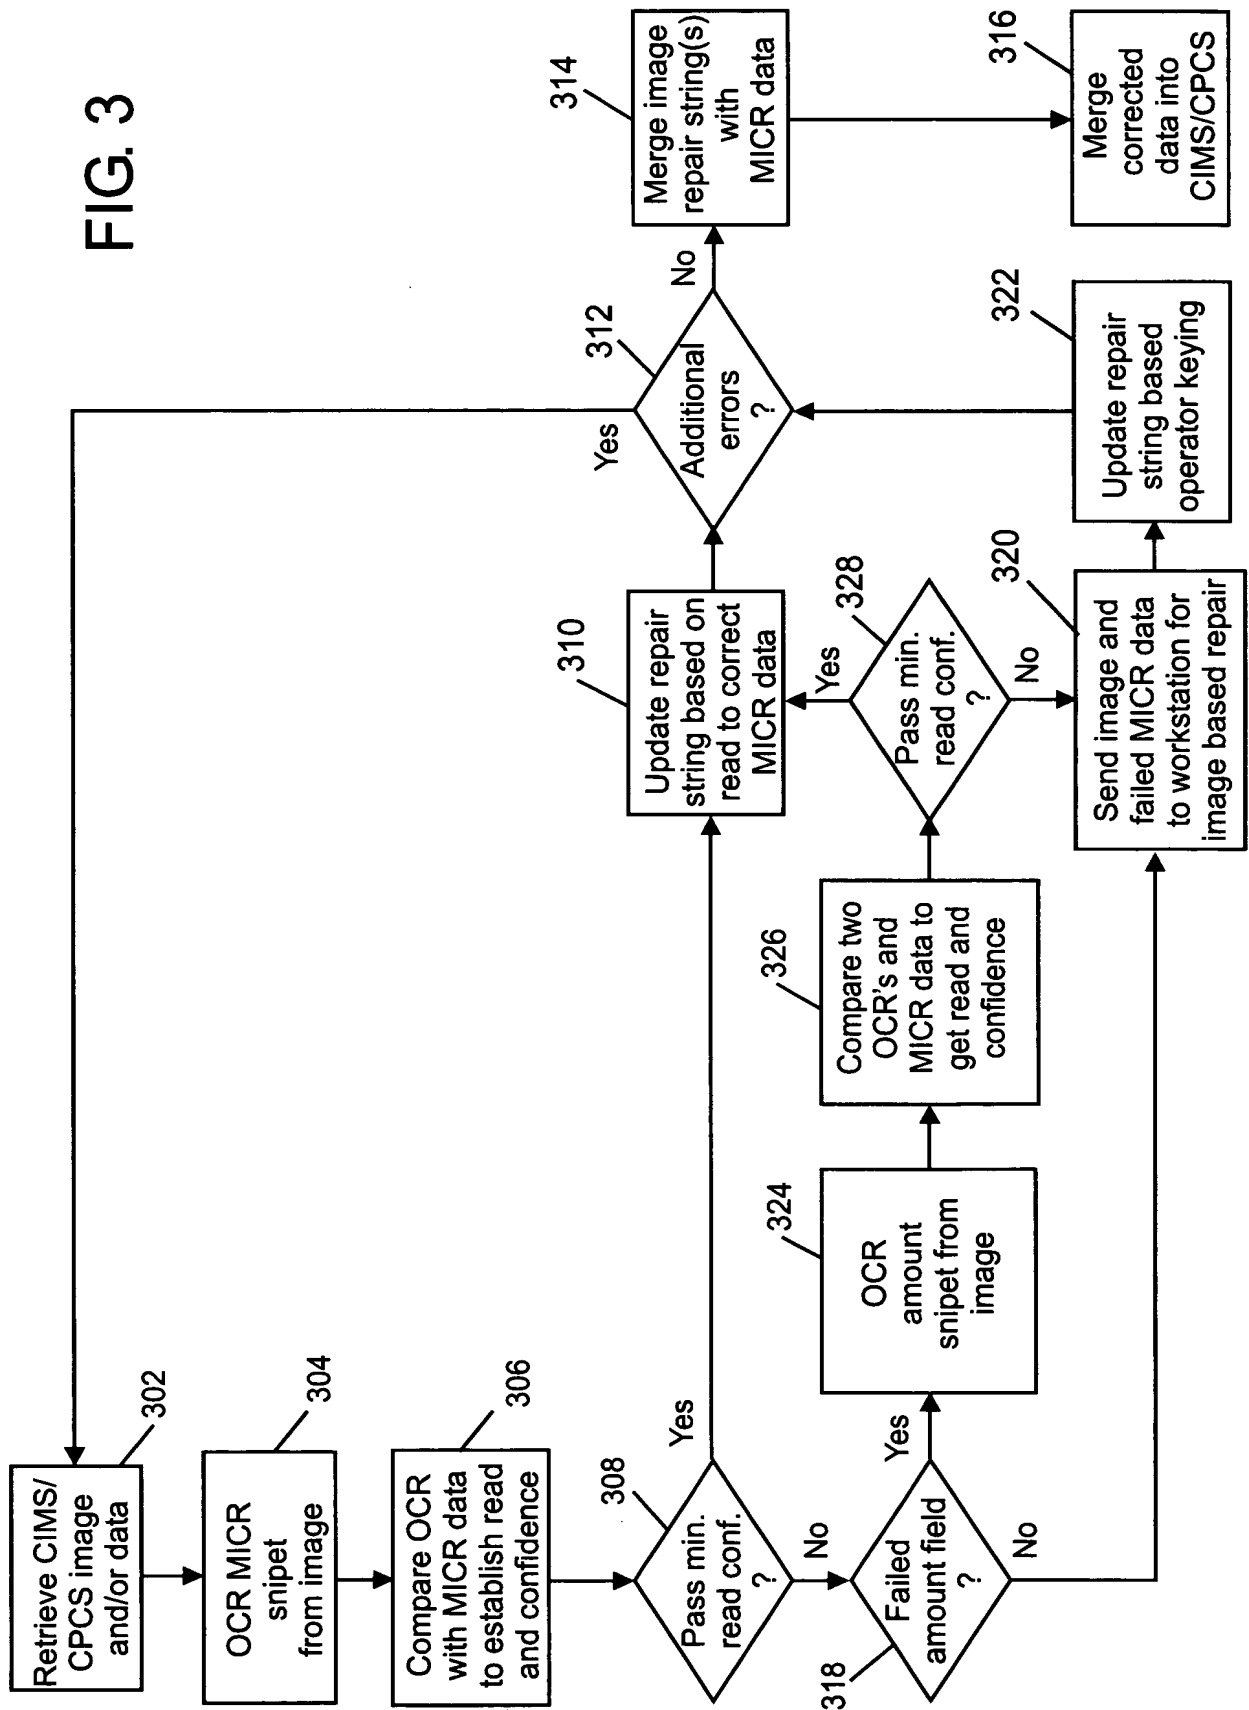 FIG. 3
302
Retrieve CIMS/
CPCS image
and/or data
304
OCR MICR
snipet
from image
306
Compare OCR
with MICR data
to establish read
and confidence
308
Pass min.
read conf.
?
Yes
No
318
Failed
amount field
?
Yes
No
324
OCR
amount
snipet from
image
326
Compare two
OCR's and
MICR data to
get read and
confidence
328
Pass min.
read conf.
?
Yes
No
310
Update repair
string based on
read to correct
MICR data
320
Send image and
failed MICR data
to workstation for
image based repair
322
Update repair
string based
operator keying
312
Additional
errors
?
Yes
No
314
Merge image
repair string(s)
with
MICR data
316
Merge
corrected
data into
CIMS/CPCS